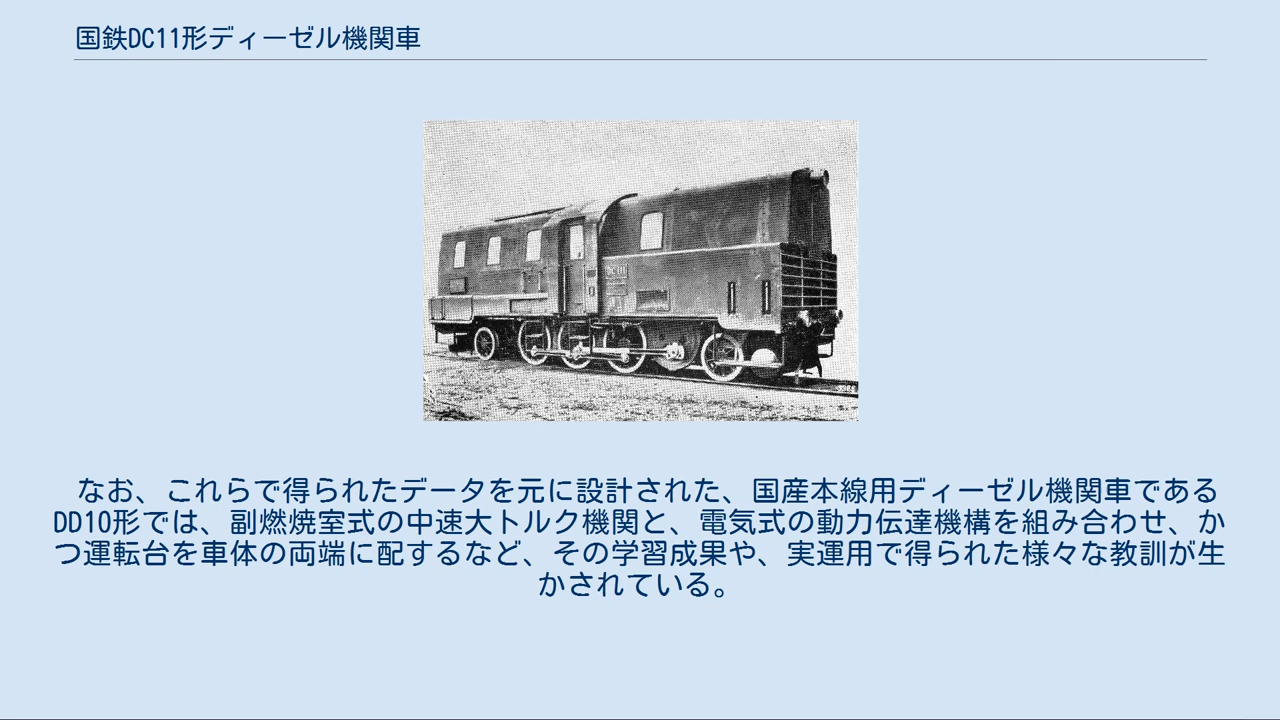 国鉄DC11形ディーゼル機関車
なお、これらで得られたデータを元に設計された、国産本線用ディーゼル機関車である
DD10形では、副燃焼室式の中速大トルク機関と、電気式の動力伝達機構を組み合わせ、か
つ運転台を車体の両端に配するなど、その学習成果や、実運用で得られた様々な教訓が生
かされている。